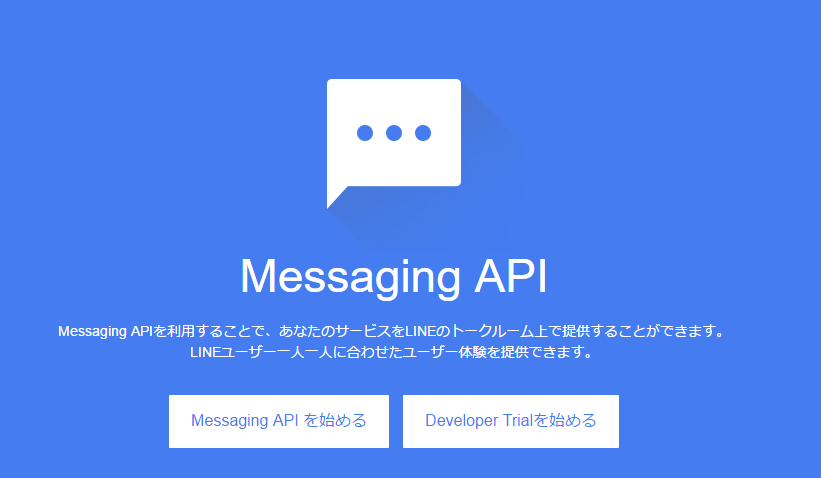 Messaging API
Messaging APIを利用することで、あなたのサービスをLINEのトークルーム上で提供することができます。
LINEユーザー一人一人に合わせたユーザー体験を提供できます。
Messaging API を始める
Developer Trialを始める